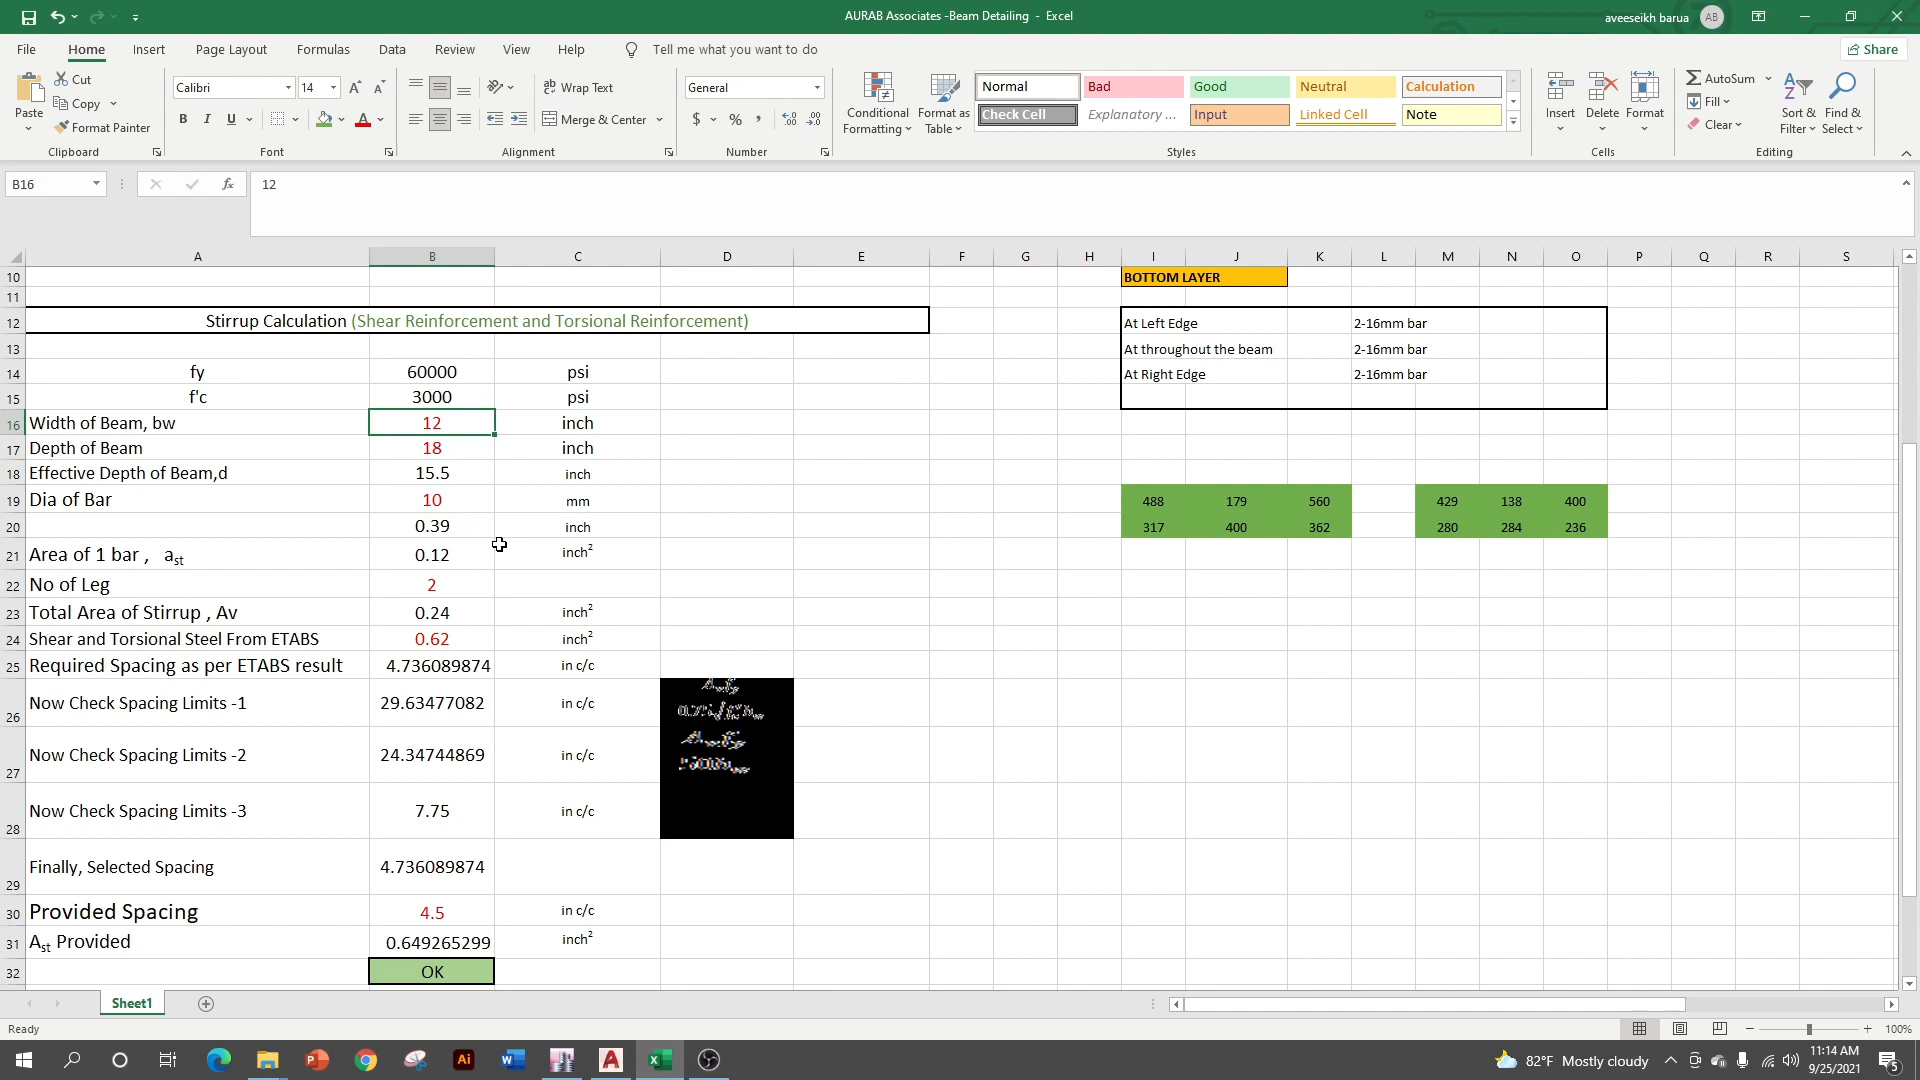 AURAB Associates -Beam Detailing - Excel
aveeseikh barua AB
File Home Insert Page Layout Formulas Data Review View Help Tell me what you want to do Share
Paste Cut Copy Format Painter
Calibri 14
B I U
Wrap Text
Merge & Center
General
$ % ,
Conditional Formatting
Format as Table
Normal Bad Good Neutral Calculation
Check Cell Explanatory ... Input Linked Cell Note
Insert Delete Format
AutoSum
Fill
Clear
Sort & Filter
Find & Select
Clipboard Font Alignment Number Styles Cells Editing
B16 fx 12
A B C D E F G H I J K L M N O P Q R S
10 BOTTOM LAYER
11
12 Stirrup Calculation (Shear Reinforcement and Torsional Reinforcement) At Left Edge 2-16mm bar
13 At throughout the beam 2-16mm bar
14 fy 60000 psi At Right Edge 2-16mm bar
15 f'c 3000 psi
16 Width of Beam, bw 12 inch
17 Depth of Beam 18 inch
18 Effective Depth of Beam,d 15.5 inch
19 Dia of Bar 10 mm 488 179 560 429 138 400
20 0.39 inch 317 400 362 280 284 236
21 Area of 1 bar , ast 0.12 inch2
22 No of Leg 2
23 Total Area of Stirrup , Av 0.24 inch2
24 Shear and Torsional Steel From ETABS 0.62 inch2
25 Required Spacing as per ETABS result 4.736089874 in c/c
26 Now Check Spacing Limits -1 29.63477082 in c/c
27 Now Check Spacing Limits -2 24.34744869 in c/c
28 Now Check Spacing Limits -3 7.75 in c/c
29 Finally, Selected Spacing 4.736089874
30 Provided Spacing 4.5 in c/c
31 Ast Provided 0.649265299 inch2
32 OK
Sheet1
Ready 100%
82°F Mostly cloudy 11:14 AM
9/25/2021 5